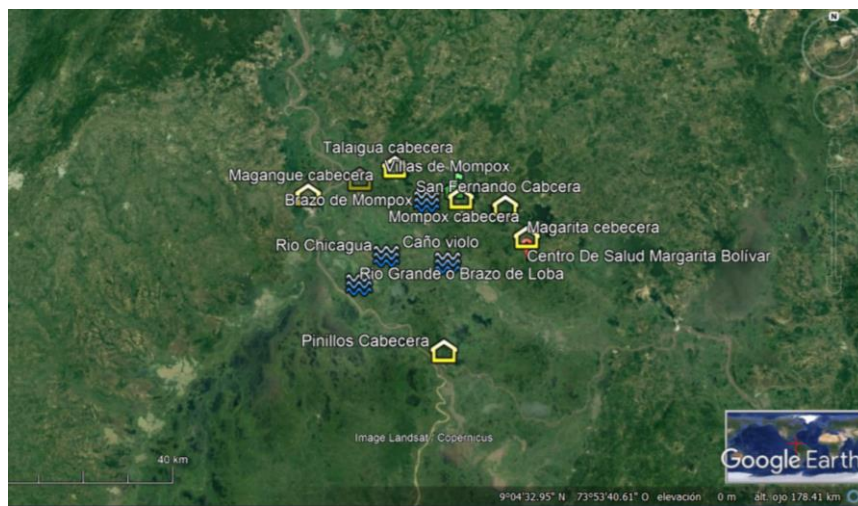 N
Talaigua cabecera
Villas de Mompox
Magangue cabecera
San Fernando Cabcera
Brazo de Mompox
Mompox cabecera
Magarita cebecera
Rio Chicagua
Caño violo
Centro De Salud Margarita Bolívar
Rio Grande o Brazo de Loba
Pinillos Cabecera
Image Landsat / Copernicus
40 km
Google Earth
9°04'32.95" N 73°53'40.61" O elevación 0 m alt. ojo 178.41 km